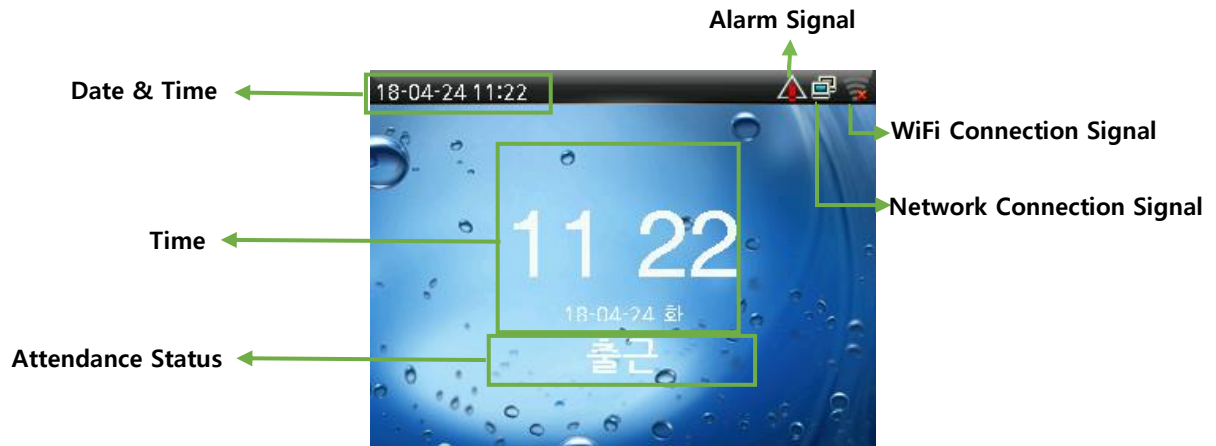 Alarm Signal
Date & Time
18-04-24 11:22
WiFi Connection Signal
Network Connection Signal
Time
11 22
18-04-24 화
Attendance Status
출근